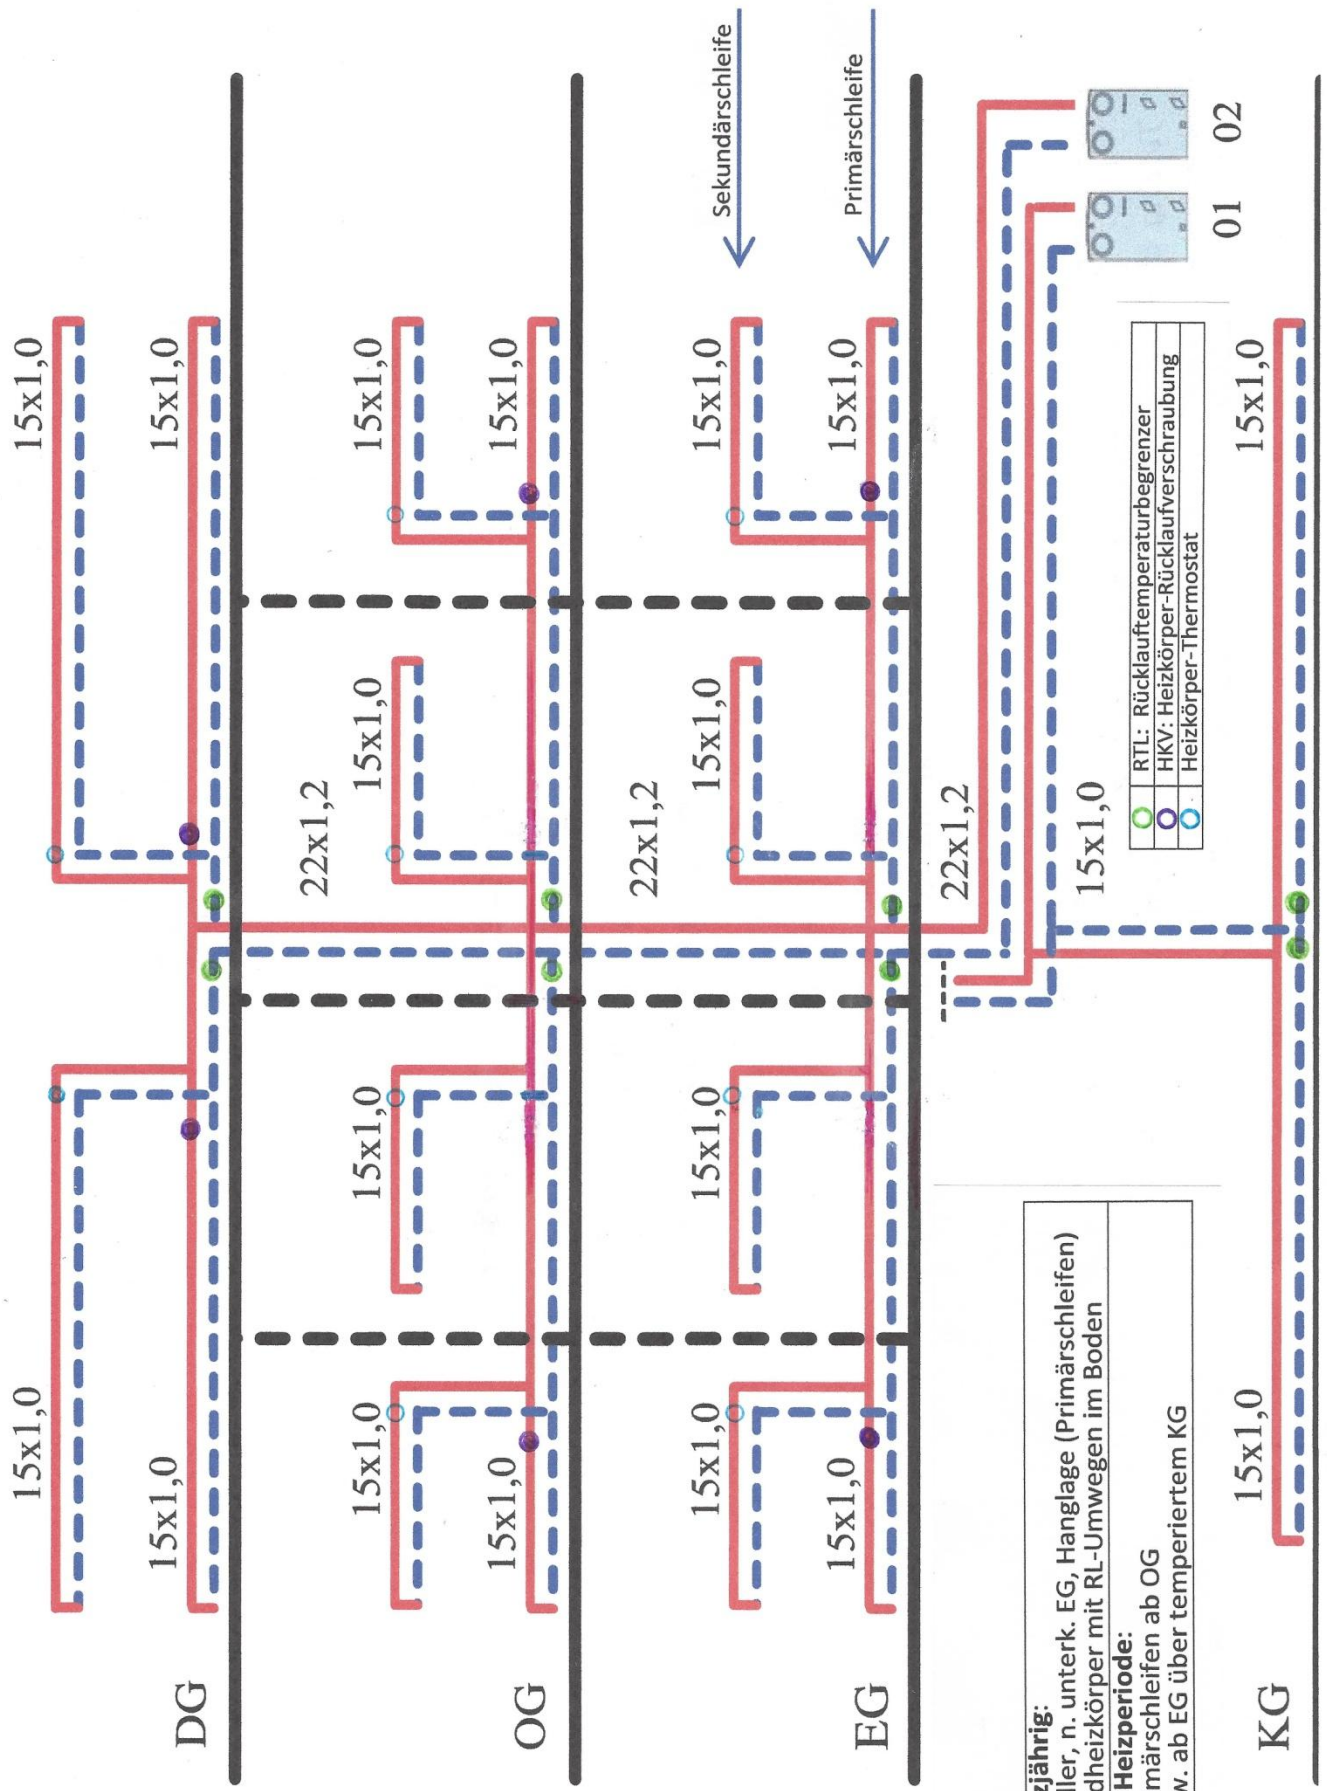 15x1,0
15x1,0
15x1,0
15x1,0
DG
22x1,2
15x1,0
15x1,0
15x1,0
15x1,0
15x1,0
15x1,0
OG
22x1,2
15x1,0
15x1,0
15x1,0
15x1,0
15x1,0
15x1,0
EG
Sekundärschleife
Primärschleife
22x1,2
15x1,0
01
02
RTL: Rücklauftemperaturbegrenzer
HKV: Heizkörper-Rücklaufverschraubung
Heizkörper-Thermostat
n. unterk. EG, Hanglage (Primärschleifen)
mit RL-Umwegen im Boden
Heizperiode:
ab OG
ab EG über temperiertem KG
15x1,0
15x1,0
KG